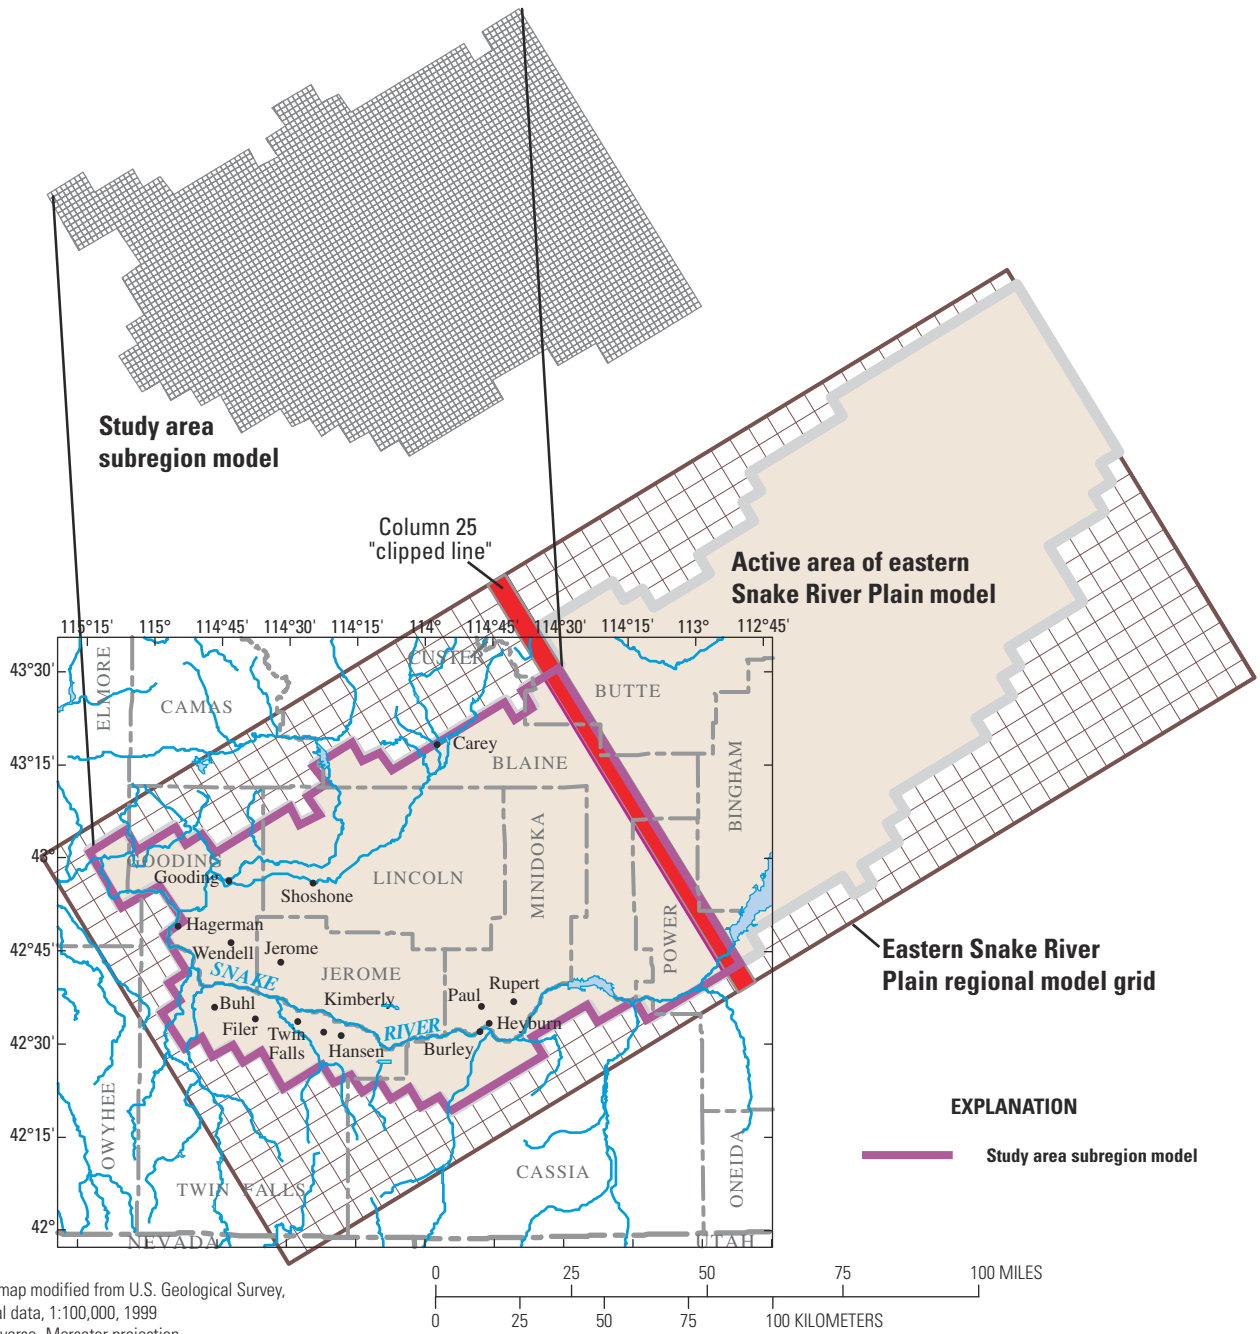 Study area
subregion model
Column 25
"clipped line"
Active area of eastern
Snake River Plain model
115°15' 115° 114°45' 114°30' 114°15' 114° 114°45' 114°30' 114°15' 113° 112°45'
43°30'
43°15'
43°
42°45'
42°30'
42°15'
42°
ELMORE
CAMAS
CUSTER
BUTTE
Carey
BLAINE
BINGHAM
GOODING
Gooding
LINCOLN
Shoshone
MINIDOKA
POWER
Hagerman
Wendell
Jerome
SNAKE
JEROME
Kimberly
Rupert
Paul
Buhl
Filer
Twin
Falls
Hansen
RIVER
Heyburn
Burley
Eastern Snake River
Plain regional model grid
OWYHEE
TWIN FALLS
CASSIA
ONEIDA
NEVADA
UTAH
EXPLANATION
Study area subregion model
0 25 50 75 100 MILES
0 25 50 75 100 KILOMETERS
map modified from U.S. Geological Survey,
al data, 1:100,000, 1999
verse Mercator projection